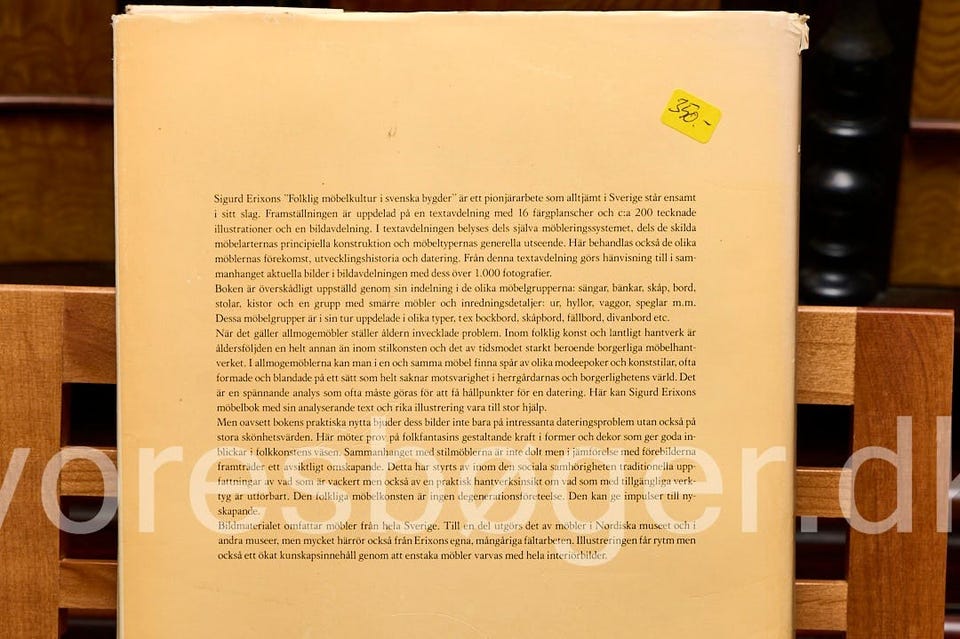 350.-
Sigurd Erixons "Folklig möbelkultur i svenska bygder" är ett pionjärarbete som alltjämt i Sverige står ensamt
i sitt slag. Framställningen är uppdelad på en textavdelning med 16 färgplanscher och c:a 200 tecknade
illustrationer och en bildavdelning. I textavdelningen belyses dels själva möbleringssystemet, dels de skilda
möbelarternas principiella konstruktion och möbeltypernas generella utseende. Här behandlas också de olika
möblernas förekomst, utvecklingshistoria och datering. Från denna textavdelning görs hänvisning till i sam-
manhanget aktuella bilder i bildavdelningen med dess över 1.000 fotografier.
Boken är överskådligt uppställd genom sin indelning i de olika möbelgrupperna: sängar, bänkar, skåp, bord,
stolar, kistor och en grupp med smärre möbler och inredningsdetaljer: ur, hyllor, vaggor, speglar m.m.
Dessa möbelgrupper är i sin tur uppdelade i olika typer, t ex bockbord, skåpbord, fällbord, divanbord etc.
När det gäller allmogemöbler ställer åldern invecklade problem. Inom folklig konst och lantligt hantverk är
åldersföljden en helt annan än inom stilkonsten och det av tidsmodet starkt beroende borgerliga möbelhant-
verket. I allmogemöblerna kan man i en och samma möbel finna spår av olika modeepoker och konststilar, ofta
formade och blandade på ett sätt som helt saknar motsvarighet i herrgårdarnas och borgerlighetens värld. Det
är en spännande analys som ofta måste göras för att få hållpunkter för en datering. Här kan Sigurd Erixons
möbelbok med sin analyserande text och rika illustrering vara till stor hjälp.
Men oavsett bokens praktiska nytta bjuder dess bilder inte bara på intressanta dateringsproblem utan också på
stora skönhetsvärden. Här möter prov på folkfantasins gestaltande kraft i former och dekor som ger goda in-
blickar i folkkonstens väsen. Sammanhanget med stilmöblerna är inte dolt men i jämförelse med förebilderna
framträder ett avsiktligt omskapande. Detta har styrts av inom den sociala samhörigheten traditionella upp-
fattningar av vad som är vackert men också av en praktisk hantverksinsikt om vad som med tillgängliga verk-
tyg är utförbart. Den folkliga möbelkonsten är ingen degenerationsföreteelse. Den kan ge impulser till ny-
skapande.
Bildmaterialet omfattar möbler från hela Sverige. Till en del utgörs det av möbler i Nordiska museet och i
andra museer, men mycket härrör också från Erixons egna, mångåriga fältarbeten. Illustreringen får rytm men
också ett ökat kunskapsinnehåll genom att enstaka möbler varvas med hela interiörbilder.
voresbøger.dk